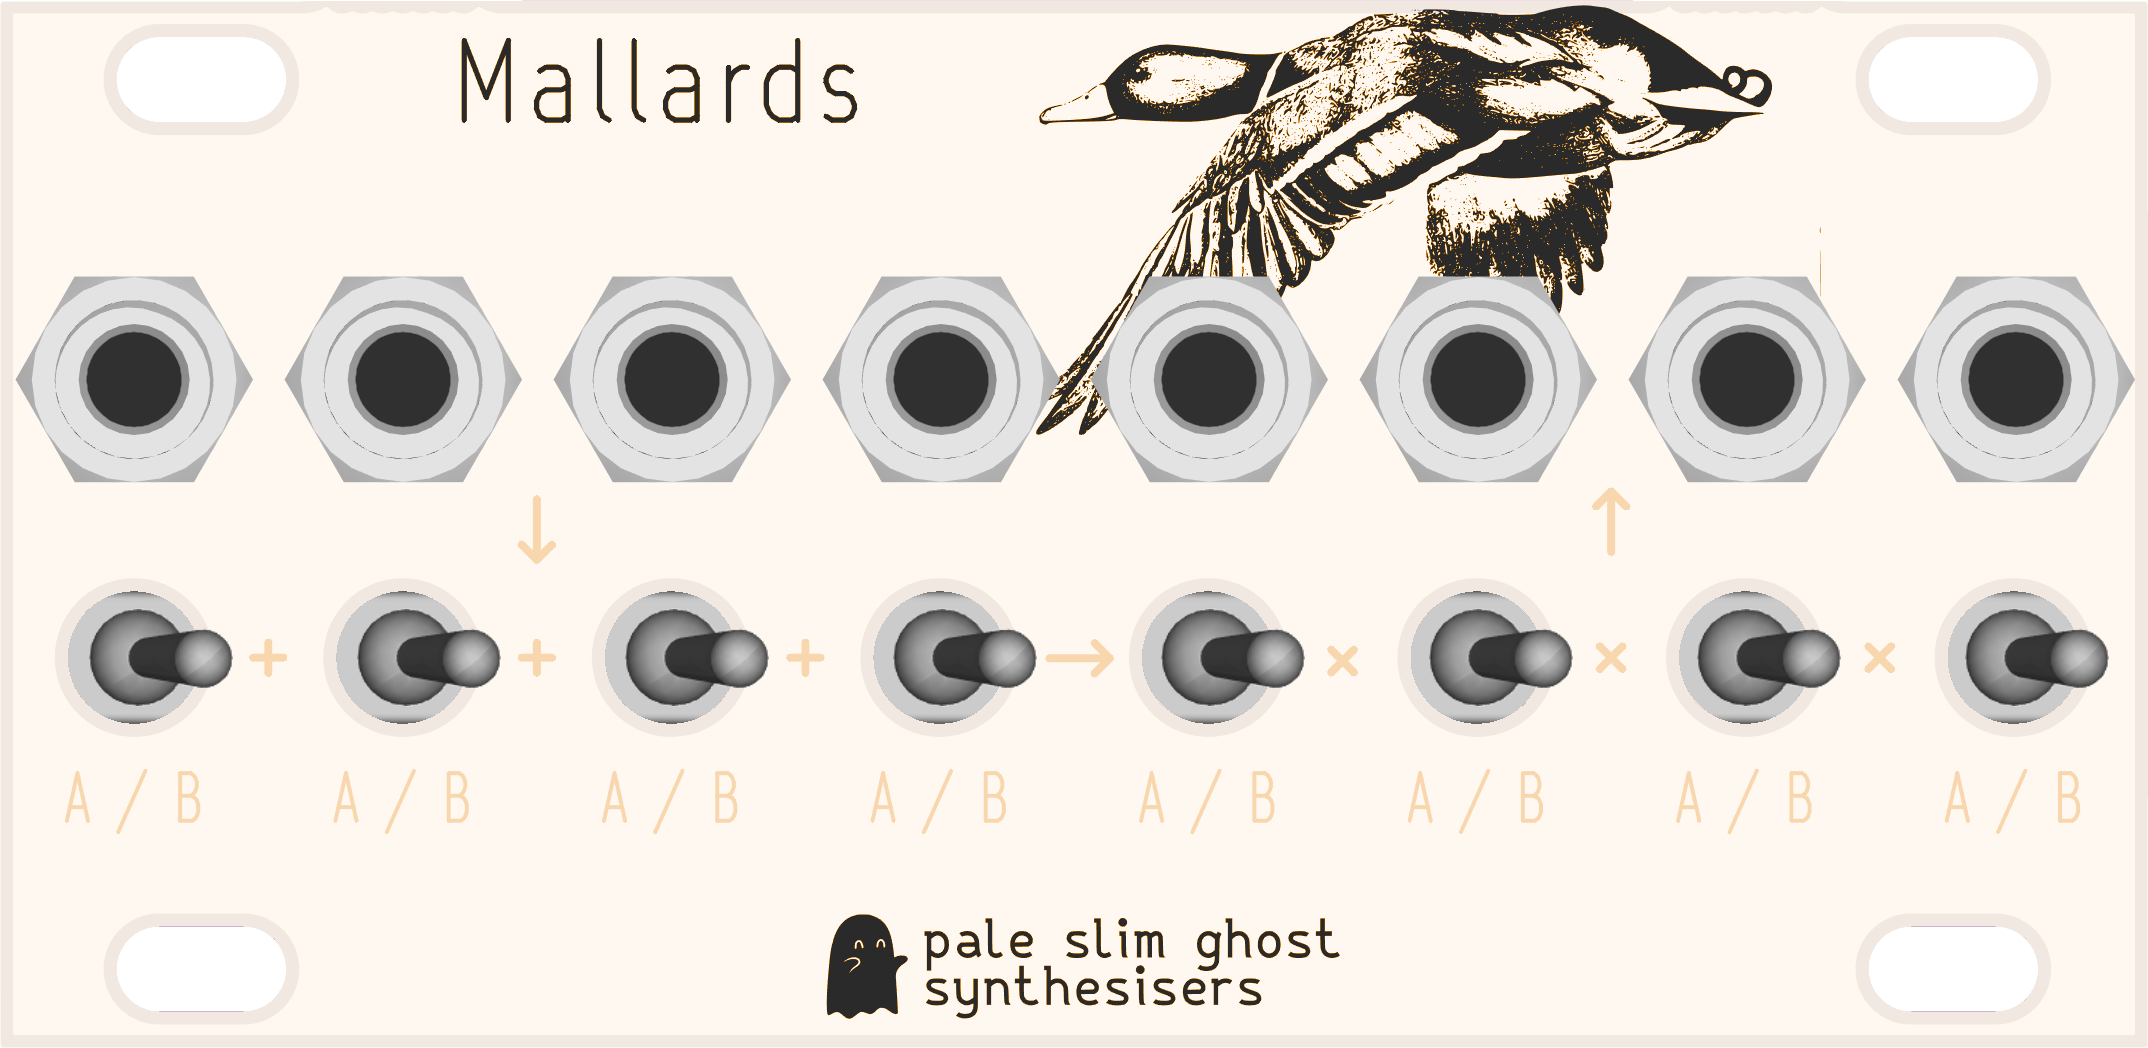 Mallards
↓ ↑
+ + + → × × ×
A / B A / B A / B A / B A / B A / B A / B A / B
pale slim ghost
synthesisers